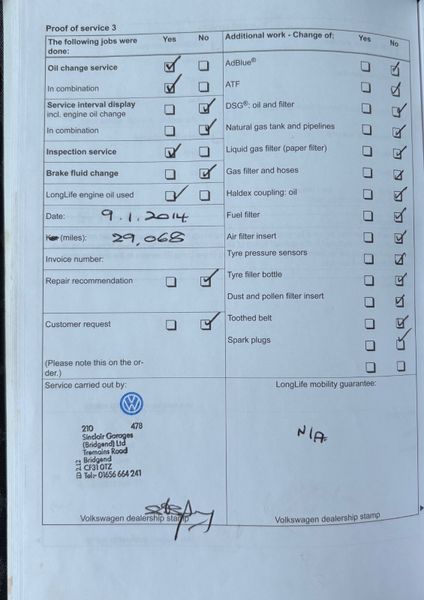 Proof of service 3
The following jobs were done: Yes No
Oil change service
In combination
Service interval display
incl. engine oil change
In combination
Inspection service
Brake fluid change
LongLife engine oil used
Date: 9.1.2014
(miles): 29,068
Invoice number:
Repair recommendation
Customer request
(Please note this on the or-
der.)
Additional work - Change of: Yes No
AdBlue®
ATF
DSG®: oil and filter
Natural gas tank and pipelines
Liquid gas filter (paper filter)
Gas filter and hoses
Haldex coupling: oil
Fuel filter
Air filter insert
Tyre pressure sensors
Tyre filler bottle
Dust and pollen filter insert
Toothed belt
Spark plugs
Service carried out by:
210 478
Sinclair Garages
(Bridgend) Ltd
Tremains Road
Bridgend
CF31 0TZ
Tel:- 01656 664 241
Volkswagen dealership stamp
LongLife mobility guarantee:
N/A
Volkswagen dealership stamp